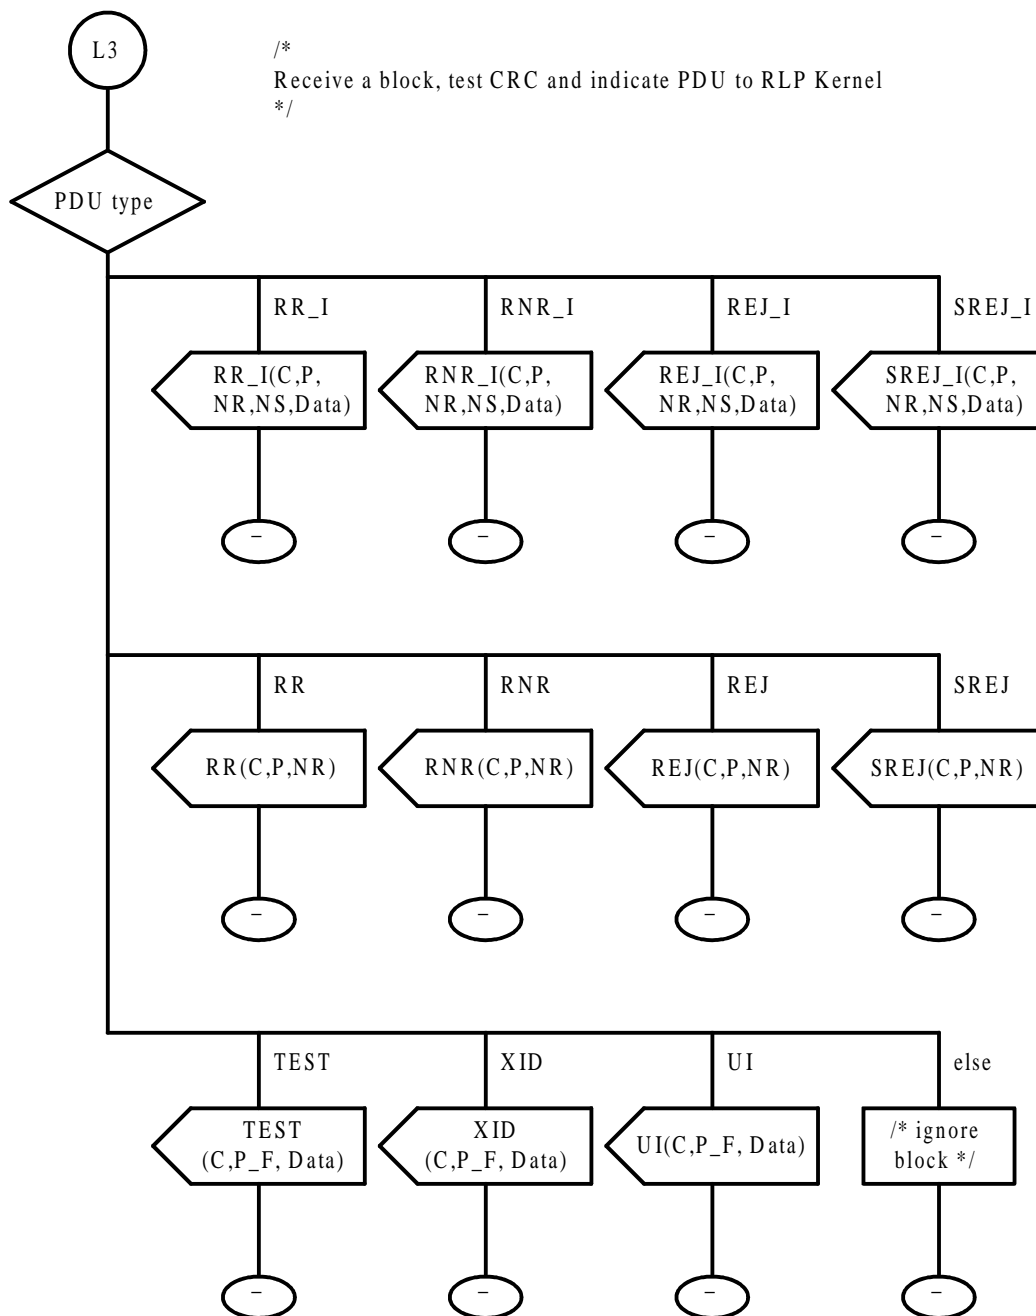 L3
/*
Receive a block, test CRC and indicate PDU to RLP Kernel
*/
PDU type
RR_I
RNR_I
REJ_I
SREJ_I
RR_I(C,P,
NR,NS,Data)
RNR_I(C,P,
NR,NS,Data)
REJ_I(C,P,
NR,NS,Data)
SREJ_I(C,P,
NR,NS,Data)
–
–
–
–
RR
RNR
REJ
SREJ
RR(C,P,NR)
RNR(C,P,NR)
REJ(C,P,NR)
SREJ(C,P,NR)
–
–
–
–
TEST
XID
UI
else
TEST
(C,P_F, Data)
XID
(C,P_F, Data)
UI(C,P_F, Data)
/* ignore
block */
–
–
–
–